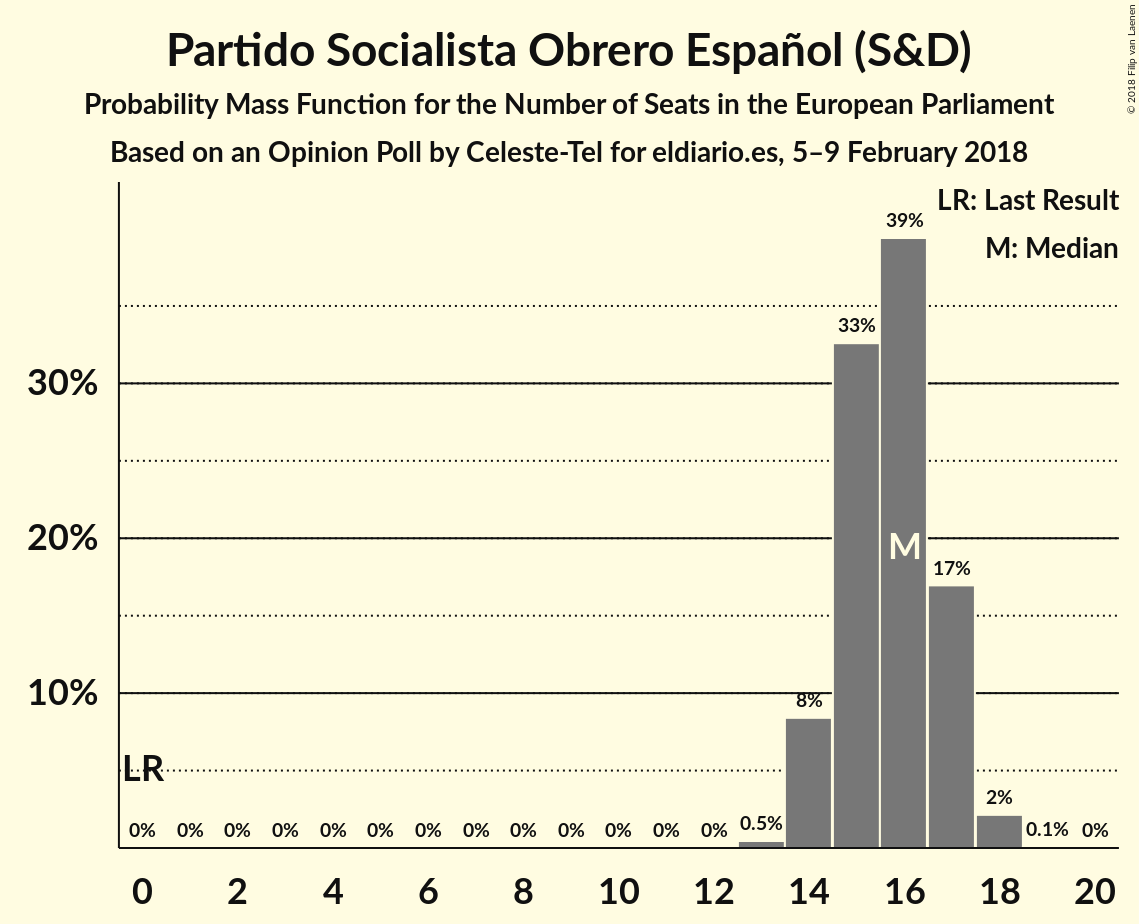 Partido Socialista Obrero Español (S&D)
Probability Mass Function for the Number of Seats in the European Parliament
Based on an Opinion Poll by Celeste-Tel for eldiario.es, 5–9 February 2018
© 2018 Filip van Laenen
LR: Last Result
M: Median
39%
33%
30%
20%
M
17%
10%
8%
LR
2%
0% 0% 0% 0% 0% 0% 0% 0% 0% 0% 0% 0% 0% 0.5% 0.1% 0%
0 2 4 6 8 10 12 14 16 18 20